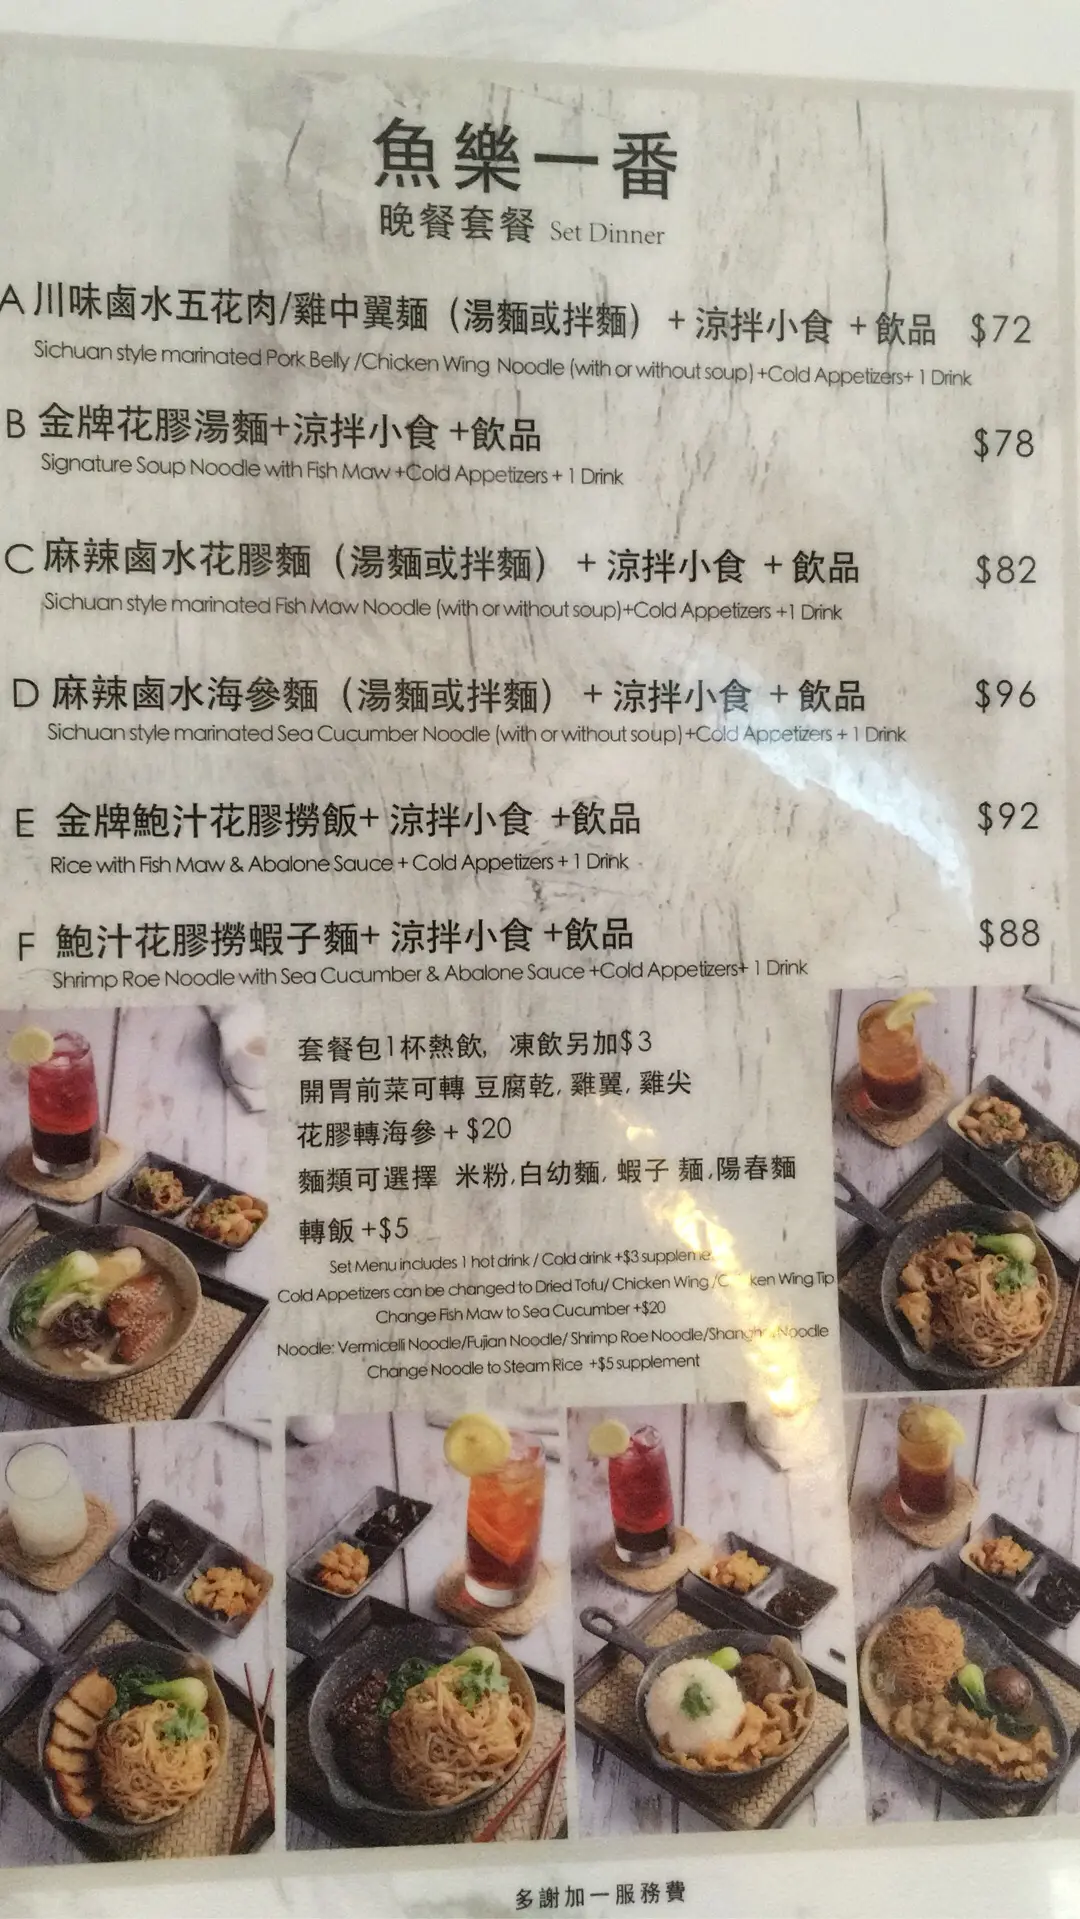 魚樂一番
晚餐套餐 Set Dinner
A 川味鹵水五花肉/雞中翼麵（湯麵或拌麵） + 涼拌小食 + 飲品 $72
Sichuan style marinated Pork Belly /Chicken Wing Noodle (with or without soup) +Cold Appetizers+ 1 Drink
B 金牌花膠湯麵+涼拌小食 +飲品 $78
Signature Soup Noodle with Fish Maw +Cold Appetizers + 1 Drink
C 麻辣鹵水花膠麵（湯麵或拌麵） + 涼拌小食 + 飲品 $82
Sichuan style marinated Fish Maw Noodle (with or without soup)+Cold Appetizers +1 Drink
D 麻辣鹵水海參麵（湯麵或拌麵） + 涼拌小食 + 飲品 $96
Sichuan style marinated Sea Cucumber Noodle (with or without soup) +Cold Appetizers + 1 Drink
E 金牌鮑汁花膠撈飯+ 涼拌小食 +飲品 $92
Rice with Fish Maw & Abalone Sauce + Cold Appetizers + 1 Drink
F 鮑汁花膠撈蝦子麵+ 涼拌小食 +飲品 $88
Shrimp Roe Noodle with Sea Cucumber & Abalone Sauce +Cold Appetizers+ 1 Drink
套餐包1杯熱飲, 凍飲另加$3
開胃前菜可轉 豆腐乾, 雞翼, 雞尖
花膠轉海參 + $20
麵類可選擇 米粉,白幼麵, 蝦子 麵,陽春麵
轉飯 +$5
Set Menu includes 1 hot drink / Cold drink +$3
Cold Appetizers can be changed to Dried Tofu/ Chicken Wing / Wing Tip
Change Fish Maw to Sea Cucumber +$20
Noodle: Vermicelli Noodle/Fujian Noodle/ Shrimp Roe Noodle/ Noodle
Change Noodle to Steam Rice +$5 supplement
多謝加一服務費